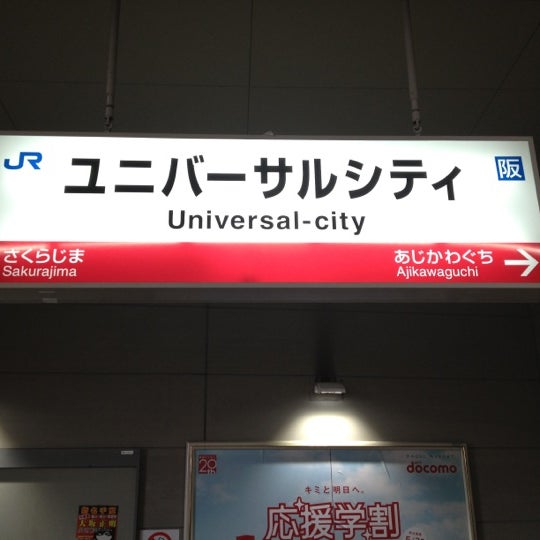 JR
ユニバーサルシティ
阪
Universal-city
さくらじま
Sakurajima
あじかわぐち
Ajikawaguchi
20th
docomo
キミと明日へ。
応援学割